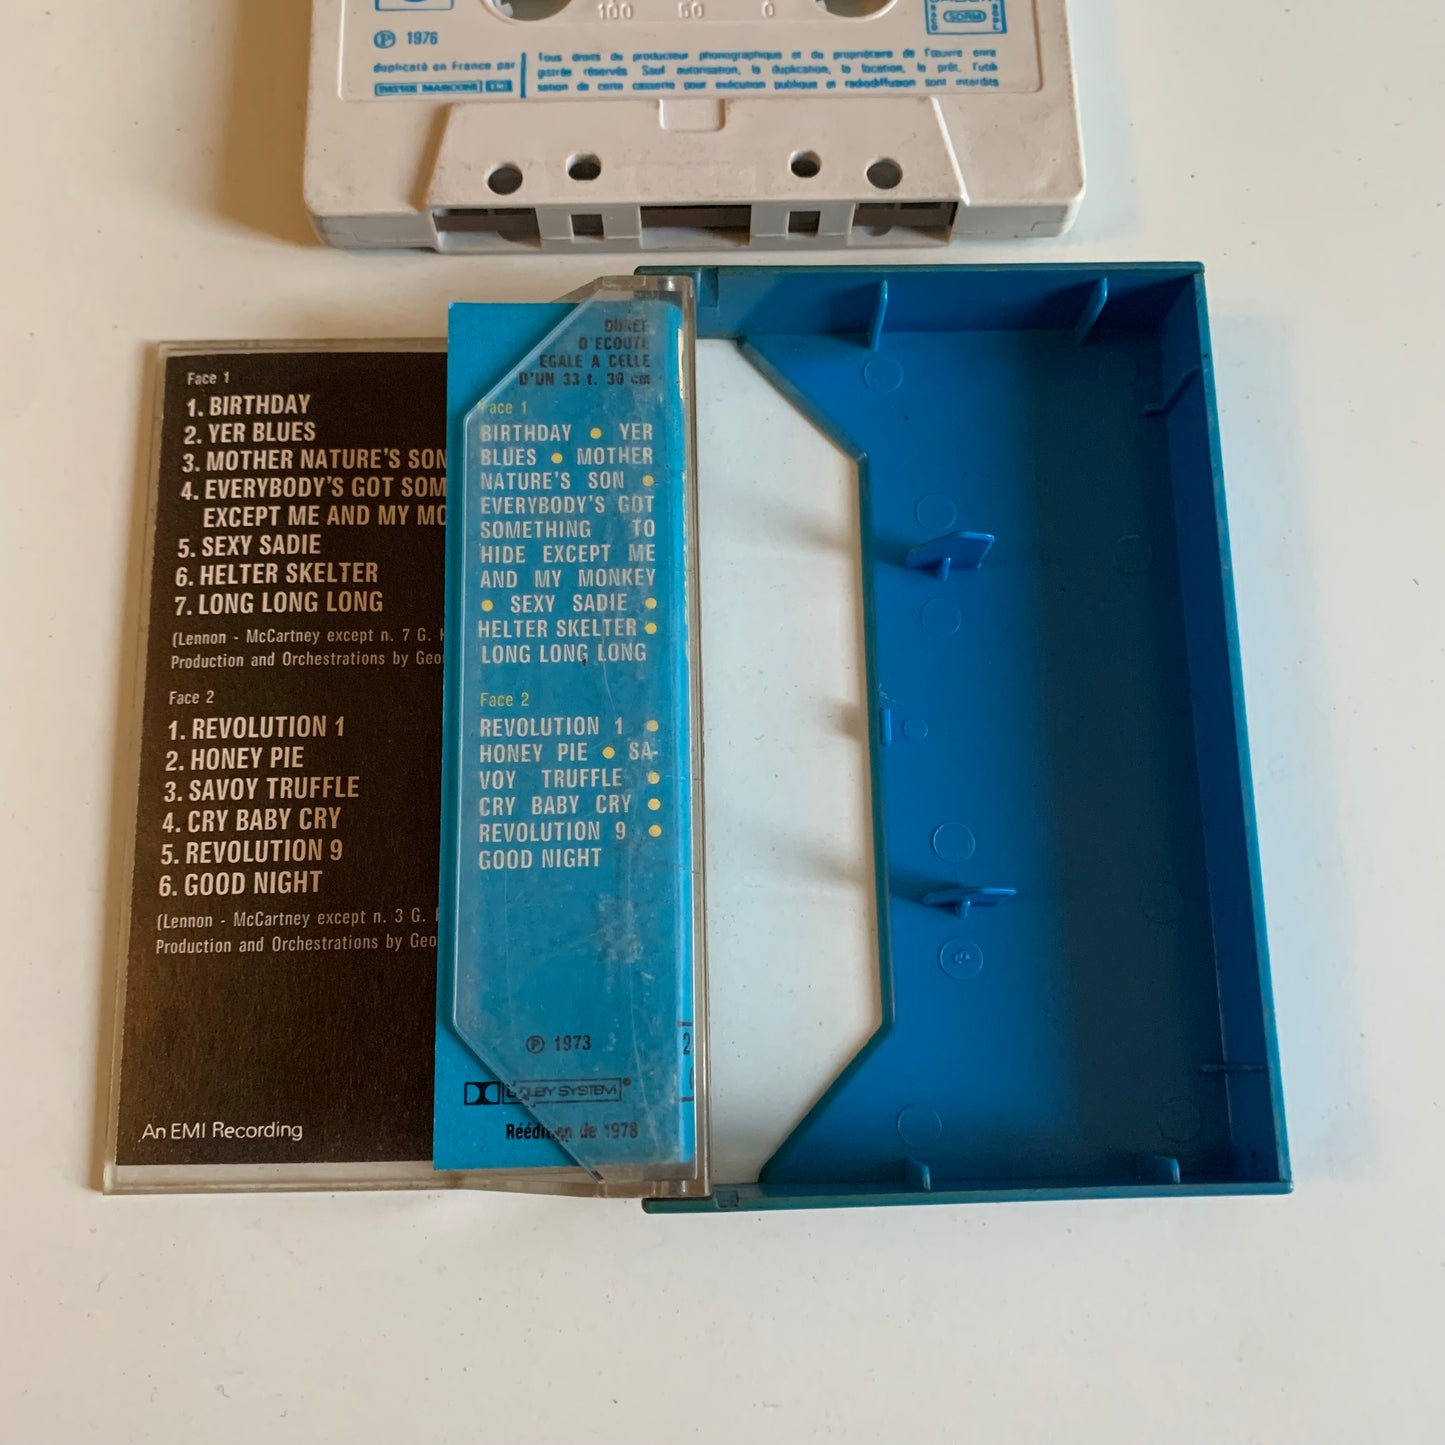 100 50 0
SDRM
Ⓟ 1976
duplicaté en France par
PATHE MARCONI EMI
Tous droits du producteur phonographique et du propriétaire de l'œuvre enre
gistrée réservés Sauf autorisation, la duplication, la location, le prêt, l'utili
sation de cette cassette pour exécution publique et radiodiffusion sont interdits
Face 1
1. BIRTHDAY
2. YER BLUES
3. MOTHER NATURE'S SON
4. EVERYBODY'S GOT SOM
EXCEPT ME AND MY MO
5. SEXY SADIE
6. HELTER SKELTER
7. LONG LONG LONG
(Lennon - McCartney except n. 7 G. H
Production and Orchestrations by Geo
Face 2
1. REVOLUTION 1
2. HONEY PIE
3. SAVOY TRUFFLE
4. CRY BABY CRY
5. REVOLUTION 9
6. GOOD NIGHT
(Lennon - McCartney except n. 3 G. H
Production and Orchestrations by Geo
An EMI Recording
DUREE
D'ECOUTE
EGALE A CELLE
D'UN 33 t. 30 cm
Face 1
BIRTHDAY ● YER
BLUES ● MOTHER
NATURE'S SON ●
EVERYBODY'S GOT
SOMETHING TO
HIDE EXCEPT ME
AND MY MONKEY
● SEXY SADIE ●
HELTER SKELTER ●
LONG LONG LONG
Face 2
REVOLUTION 1 ●
HONEY PIE ● SA-
VOY TRUFFLE ●
CRY BABY CRY ●
REVOLUTION 9 ●
GOOD NIGHT
Ⓟ 1973
DOLBY SYSTEM ®
Réédition de 1978
2